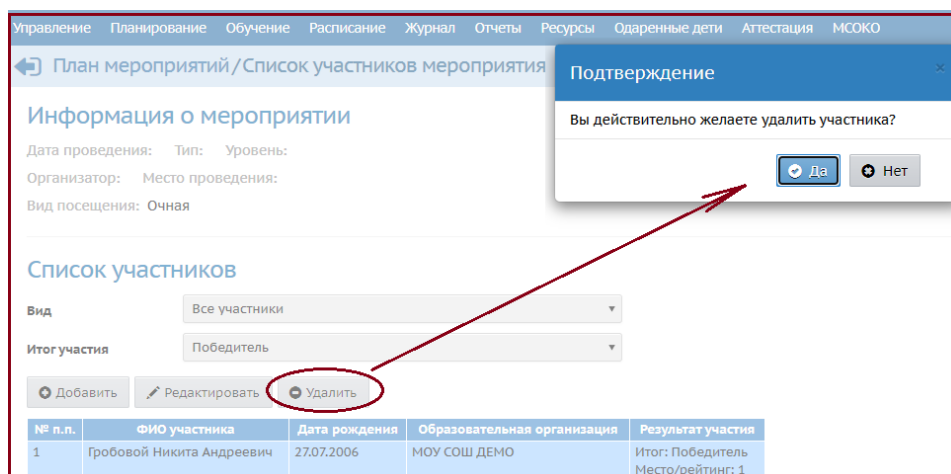 Управление Планирование Обучение Расписание Журнал Отчеты Ресурсы Одаренные дети Аттестация МСОКО
План мероприятий/Список участников мероприятия
Подтверждение ×
Вы действительно желаете удалить участника?
Да Нет
Информация о мероприятии
Дата проведения: Тип: Уровень:
Организатор: Место проведения:
Вид посещения: Очная
Список участников
Вид Все участники
Итог участия Победитель
Добавить Редактировать Удалить
№ п.п. ФИО участника Дата рождения Образовательная организация Результат участия
1 Гробовой Никита Андреевич 27.07.2006 МОУ СОШ ДЕМО Итог: Победитель
Место/рейтинг: 1